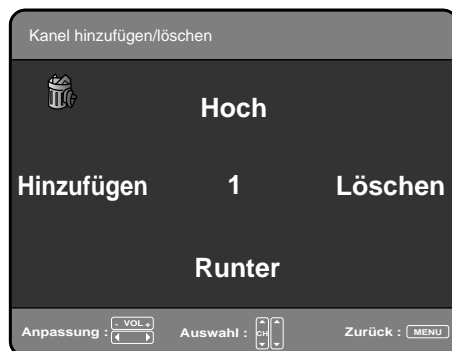 Kanel hinzufügen/löschen
Hoch
Hinzufügen 1 Löschen
Runter
Anpassung : - VOL + Auswahl : CH Zurück : MENU